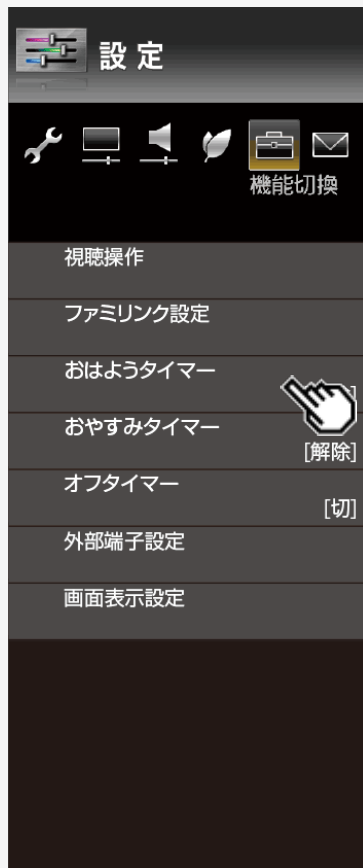 設定
機能切換
視聴操作
ファミリンク設定
おはようタイマー
]
おやすみタイマー
[解除]
オフタイマー
[切]
外部端子設定
画面表示設定